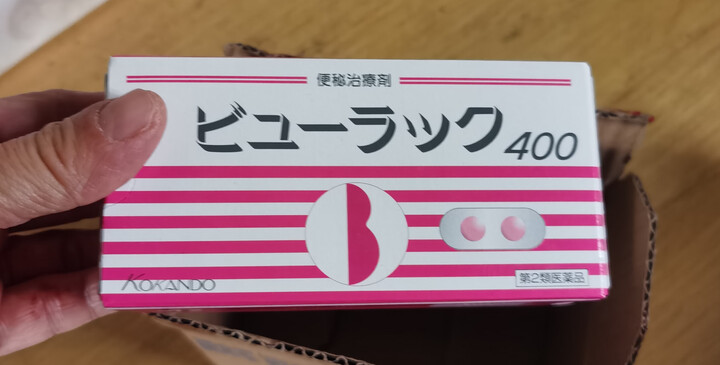 便秘治療剤
ビューラック400
B
KOKANDO
第2類医薬品